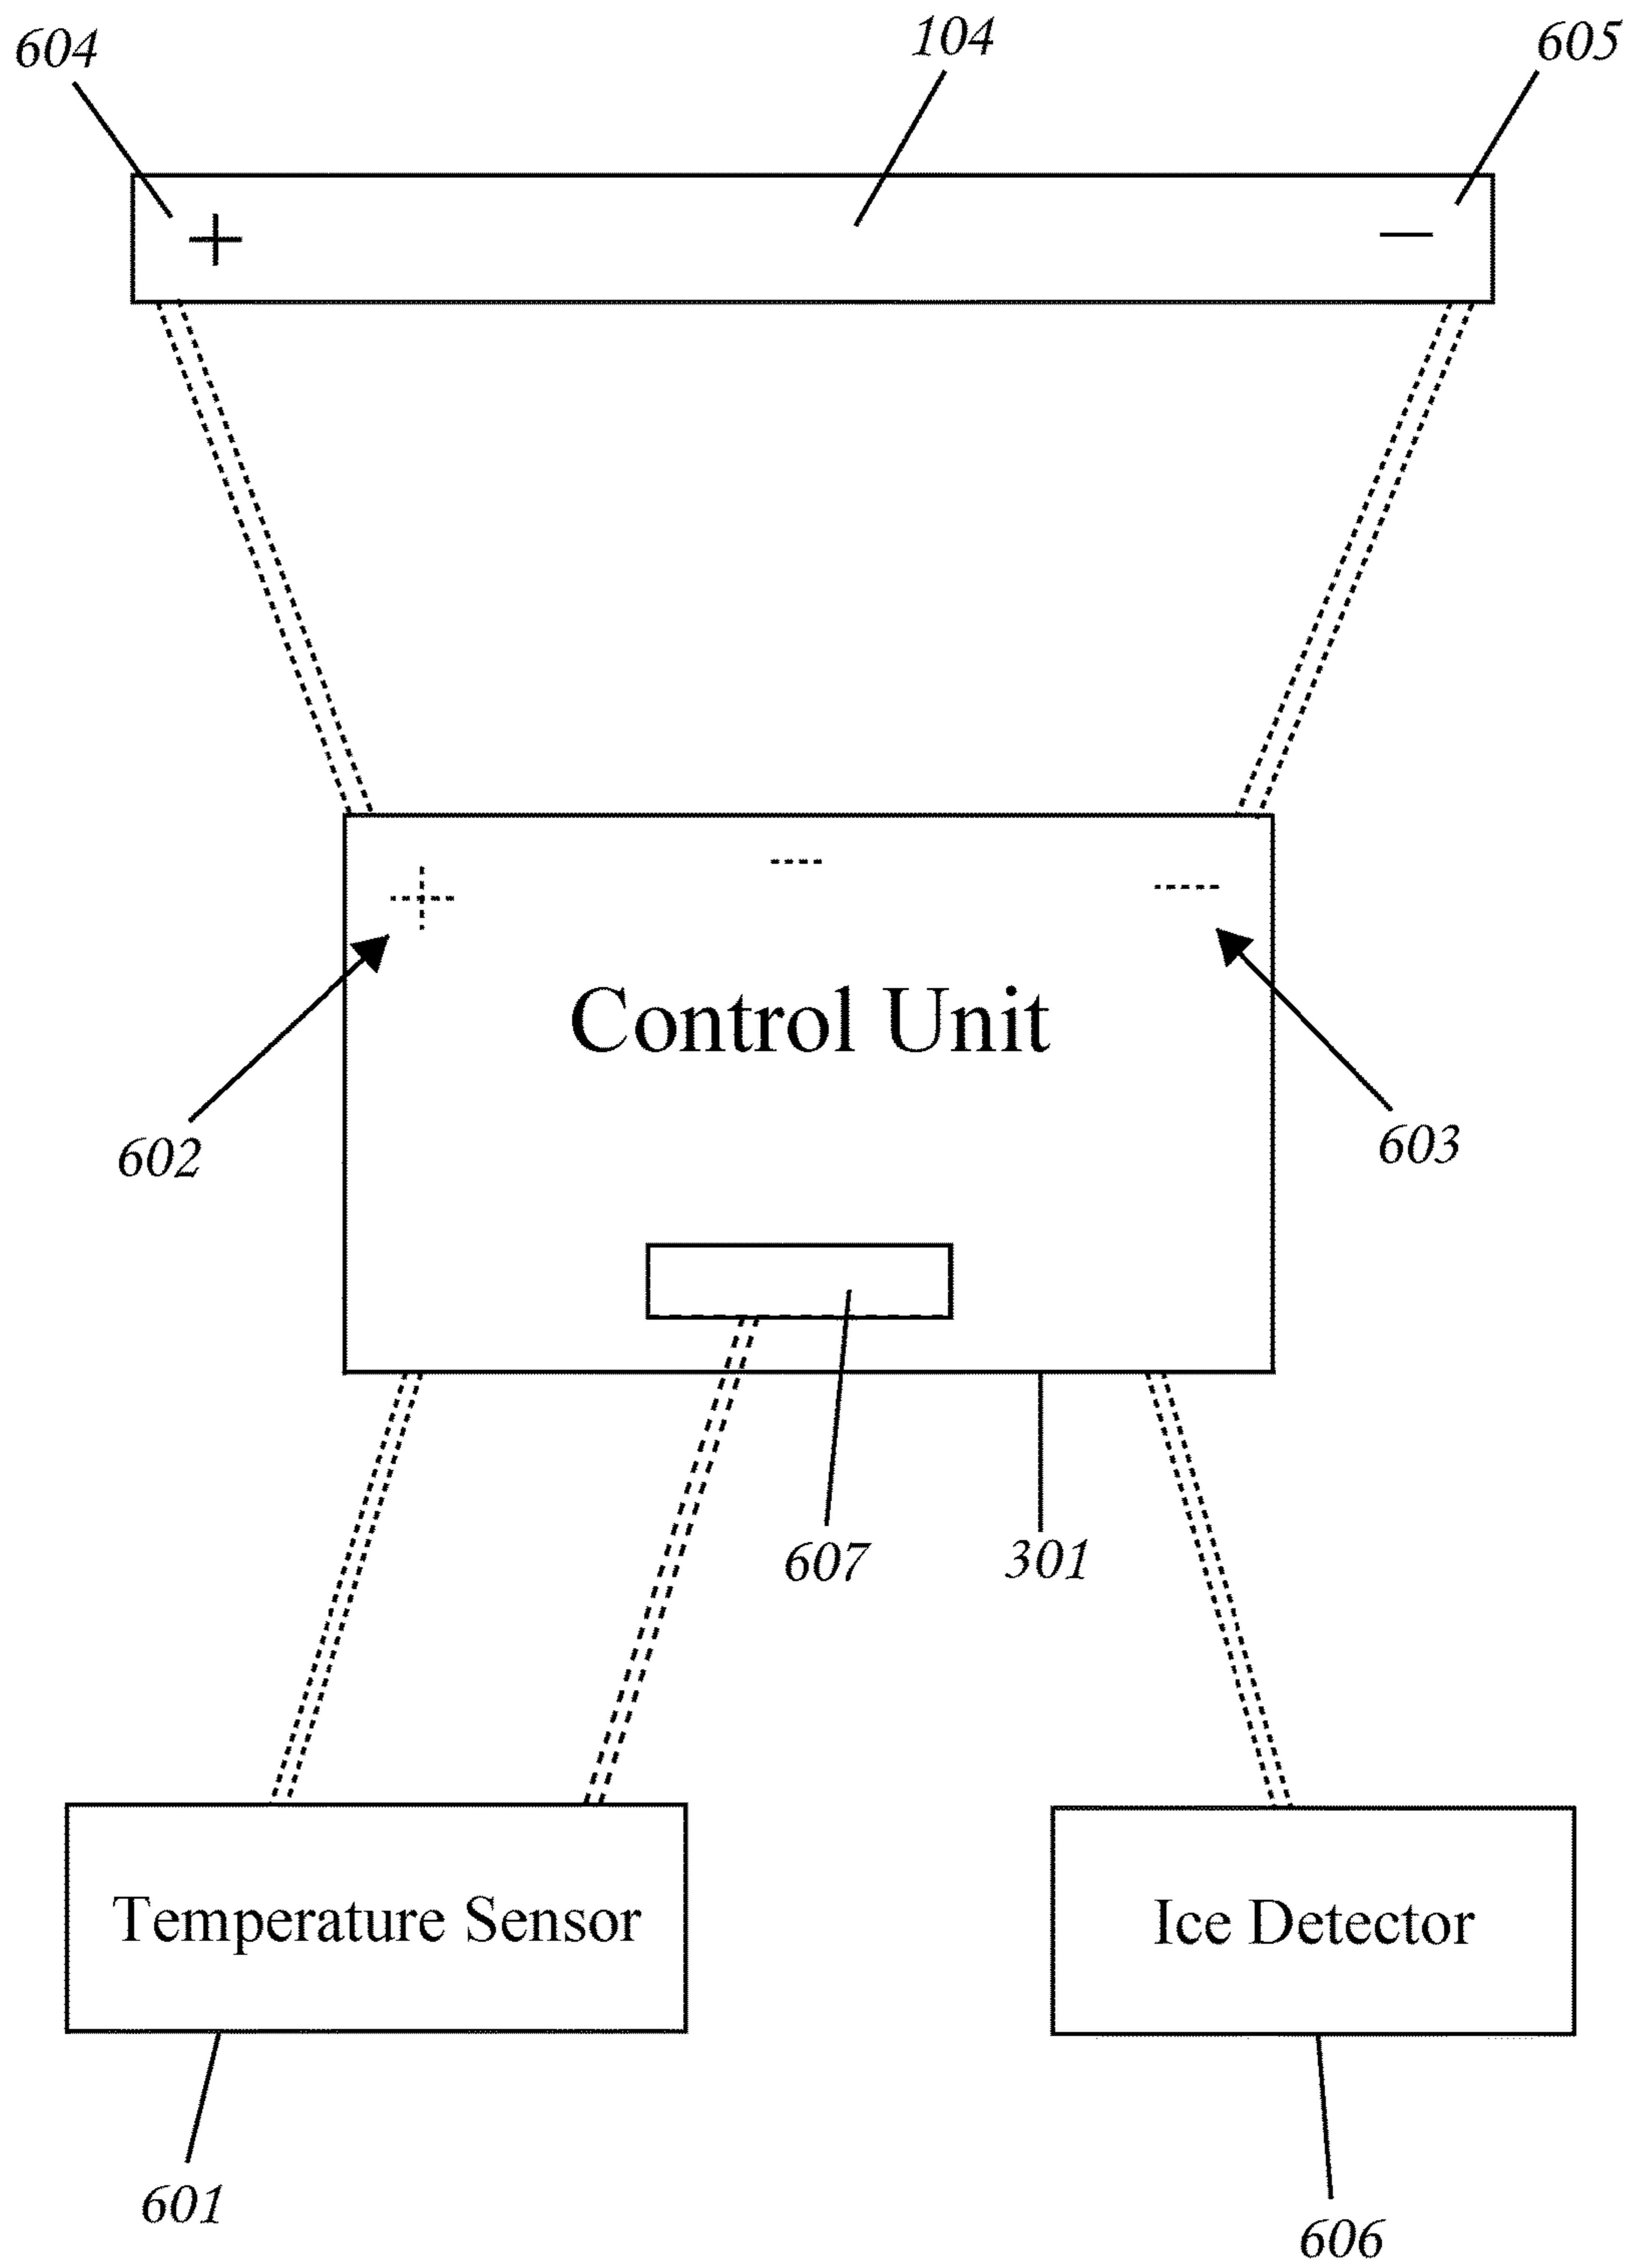 604 104 605
+ −
+ −
Control Unit
602 603
607 301
Temperature Sensor Ice Detector
601
606